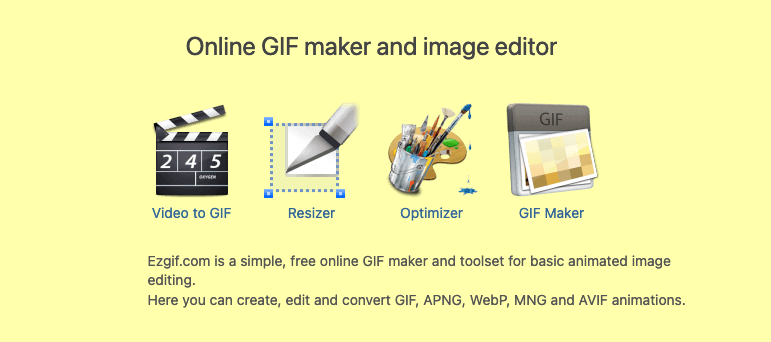 Online GIF maker and image editor
GIF
2 4 5
OXYGEN
Video to GIF
Resizer
Optimizer
GIF Maker
Ezgif.com is a simple, free online GIF maker and toolset for basic animated image
editing.
Here you can create, edit and convert GIF, APNG, WebP, MNG and AVIF animations.